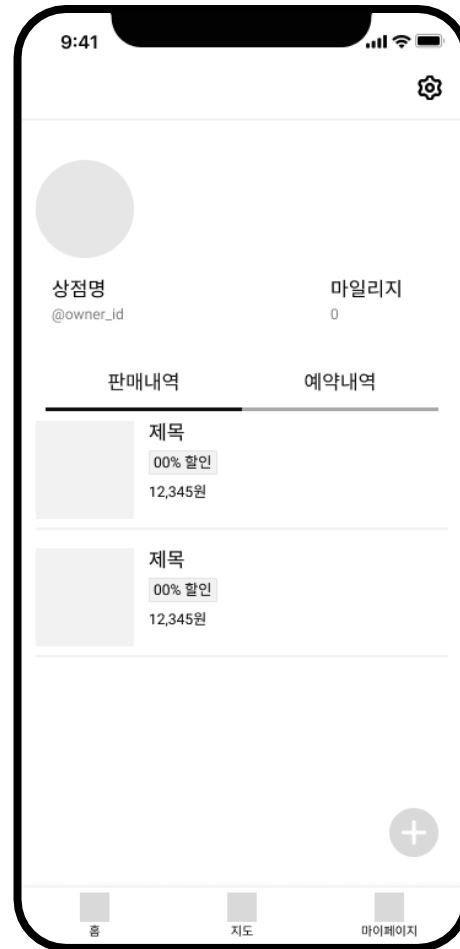 9:41
상점명 마일리지
@owner_id 0
판매내역 예약내역
제목
00% 할인
12,345원
제목
00% 할인
12,345원
홈 지도 마이페이지